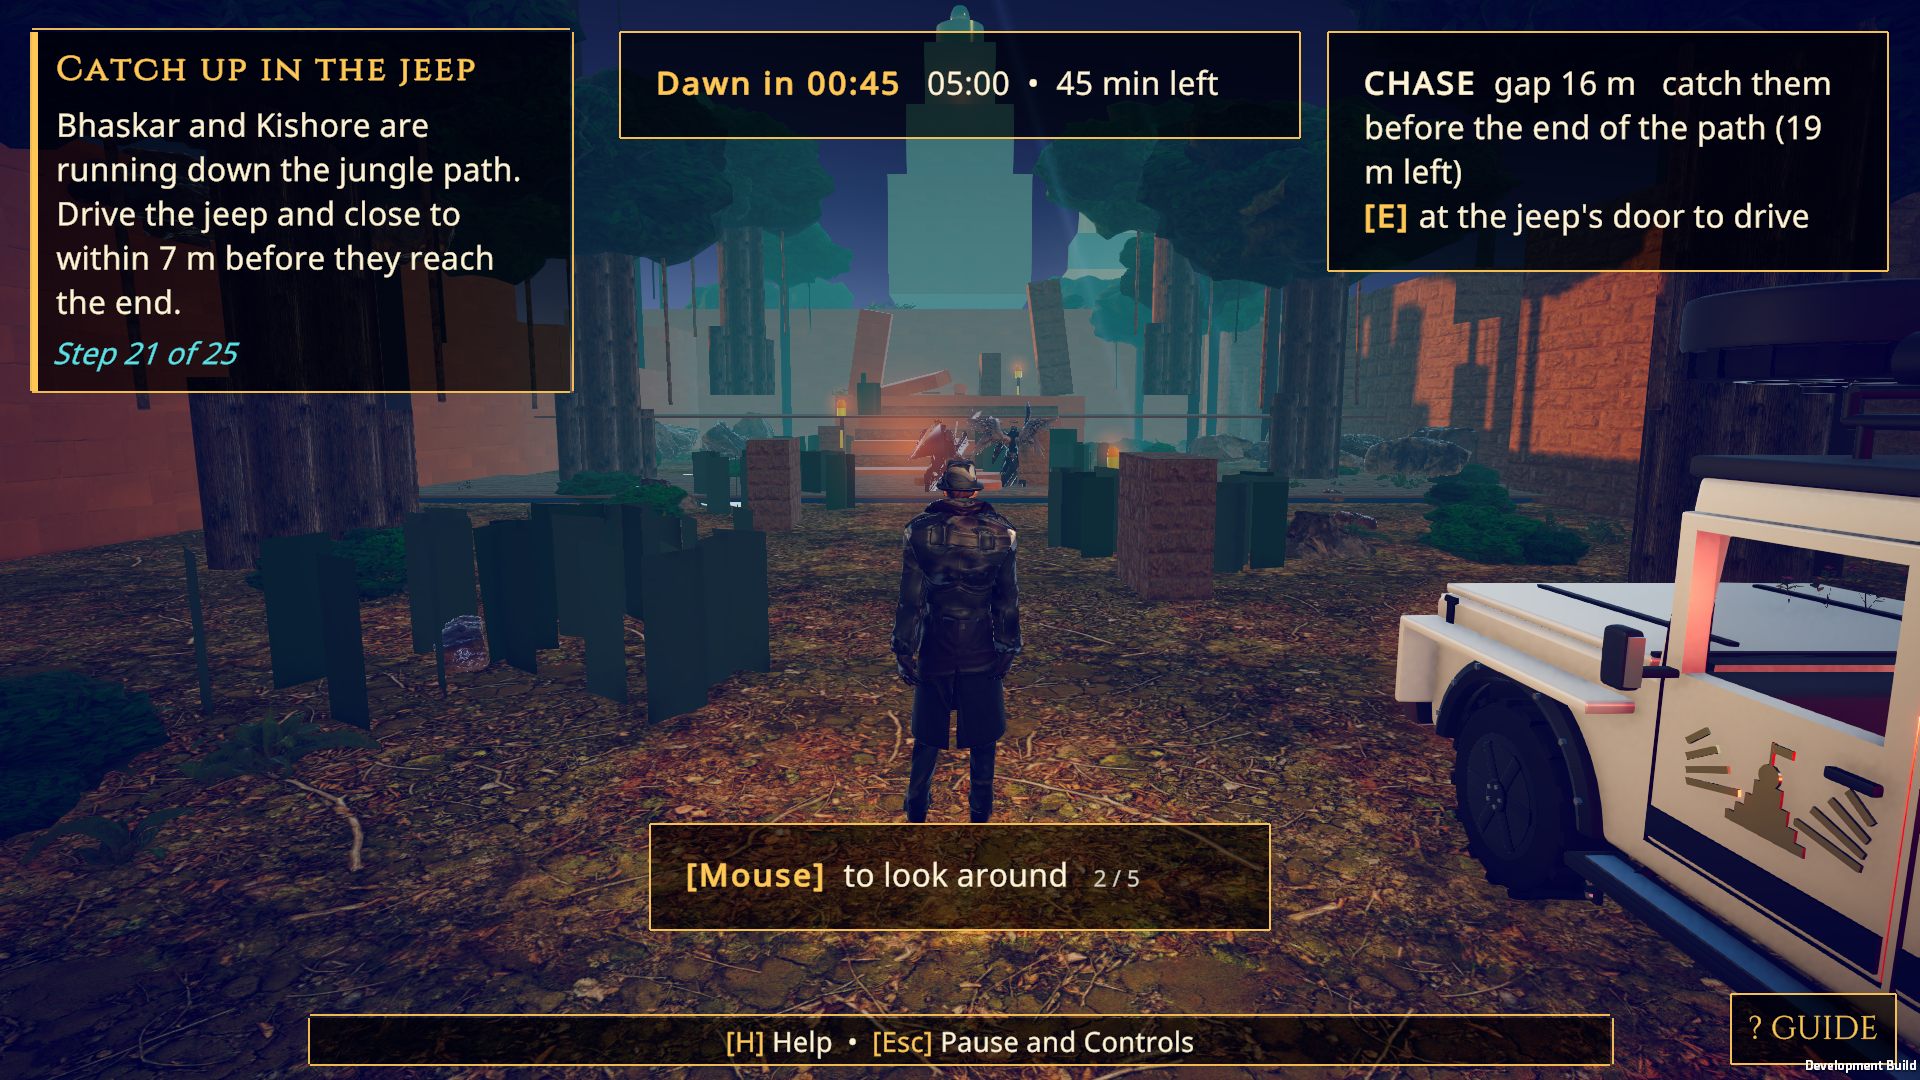 CATCH UP IN THE JEEP
Bhaskar and Kishore are
running down the jungle path.
Drive the jeep and close to
within 7 m before they reach
the end.
Step 21 of 25
Dawn in 00:45 05:00 • 45 min left
CHASE gap 16 m catch them
before the end of the path (19
m left)
[E] at the jeep's door to drive
[Mouse] to look around 2 / 5
[H] Help • [Esc] Pause and Controls
? GUIDE
Development Build